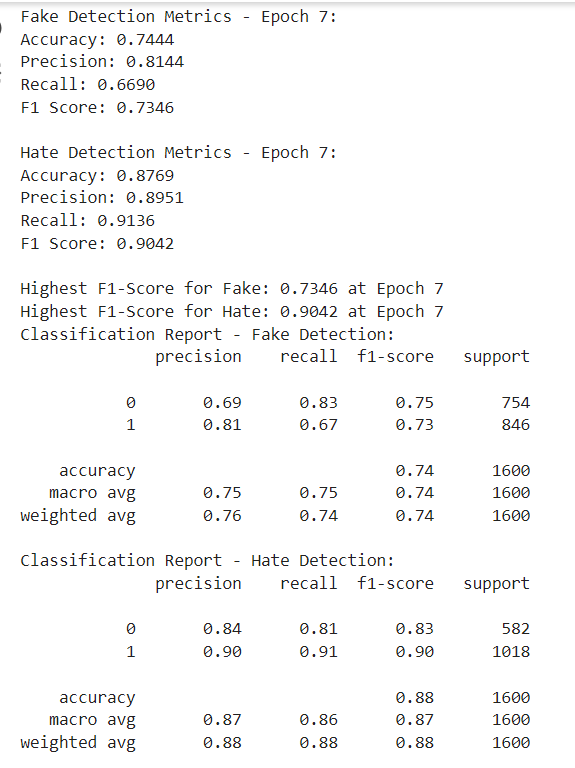 Fake Detection Metrics - Epoch 7:
Accuracy: 0.7444
Precision: 0.8144
Recall: 0.6690
F1 Score: 0.7346
Hate Detection Metrics - Epoch 7:
Accuracy: 0.8769
Precision: 0.8951
Recall: 0.9136
F1 Score: 0.9042
Highest F1-Score for Fake: 0.7346 at Epoch 7
Highest F1-Score for Hate: 0.9042 at Epoch 7
Classification Report - Fake Detection:
precision recall f1-score support
0 0.69 0.83 0.75 754
1 0.81 0.67 0.73 846
accuracy 0.74 1600
macro avg 0.75 0.75 0.74 1600
weighted avg 0.76 0.74 0.74 1600
Classification Report - Hate Detection:
precision recall f1-score support
0 0.84 0.81 0.83 582
1 0.90 0.91 0.90 1018
accuracy 0.88 1600
macro avg 0.87 0.86 0.87 1600
weighted avg 0.88 0.88 0.88 1600